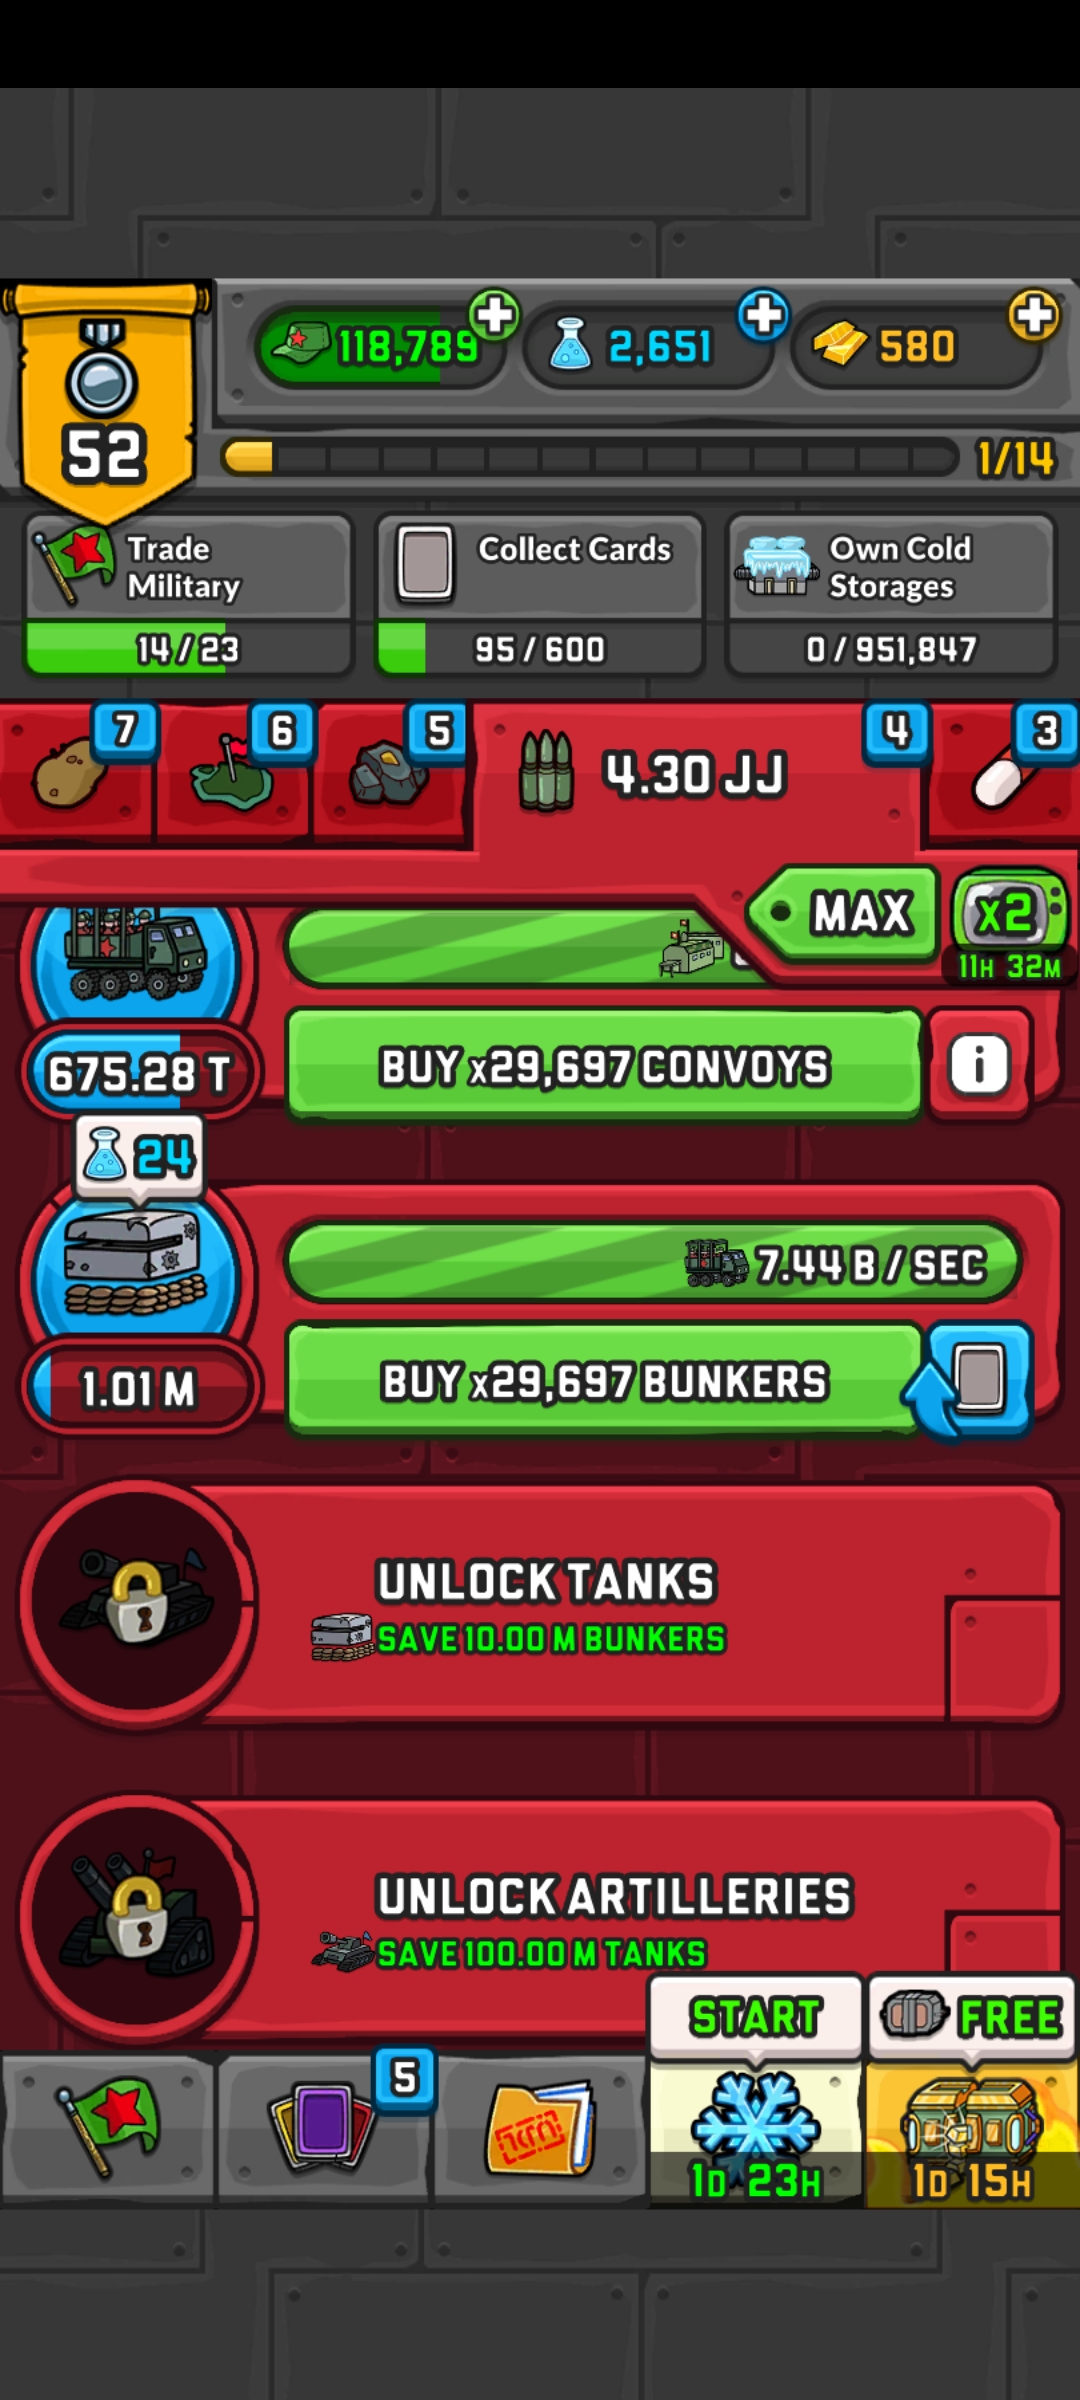 118,789
2,651
580
52
1/14
Trade
Military
14/23
Collect Cards
95/600
Own Cold
Storages
0/951,847
7
6
5
4.30 JJ
4
3
MAX
x2
11H 32M
675.28 T
BUY x29,697 CONVOYS
i
24
7.44 B / SEC
1.01 M
BUY x29,697 BUNKERS
UNLOCK TANKS
SAVE 10.00 M BUNKERS
UNLOCK ARTILLERIES
SAVE 100.00 M TANKS
START
FREE
5
1D 23H
1D 15H